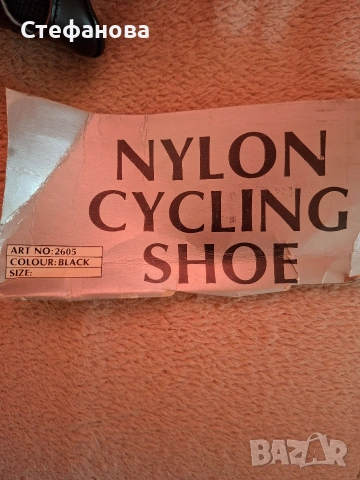 Стефанова
NYLON
CYCLING
SHOE
ART NO: 2605
COLOUR: BLACK
SIZE:
BAZAR